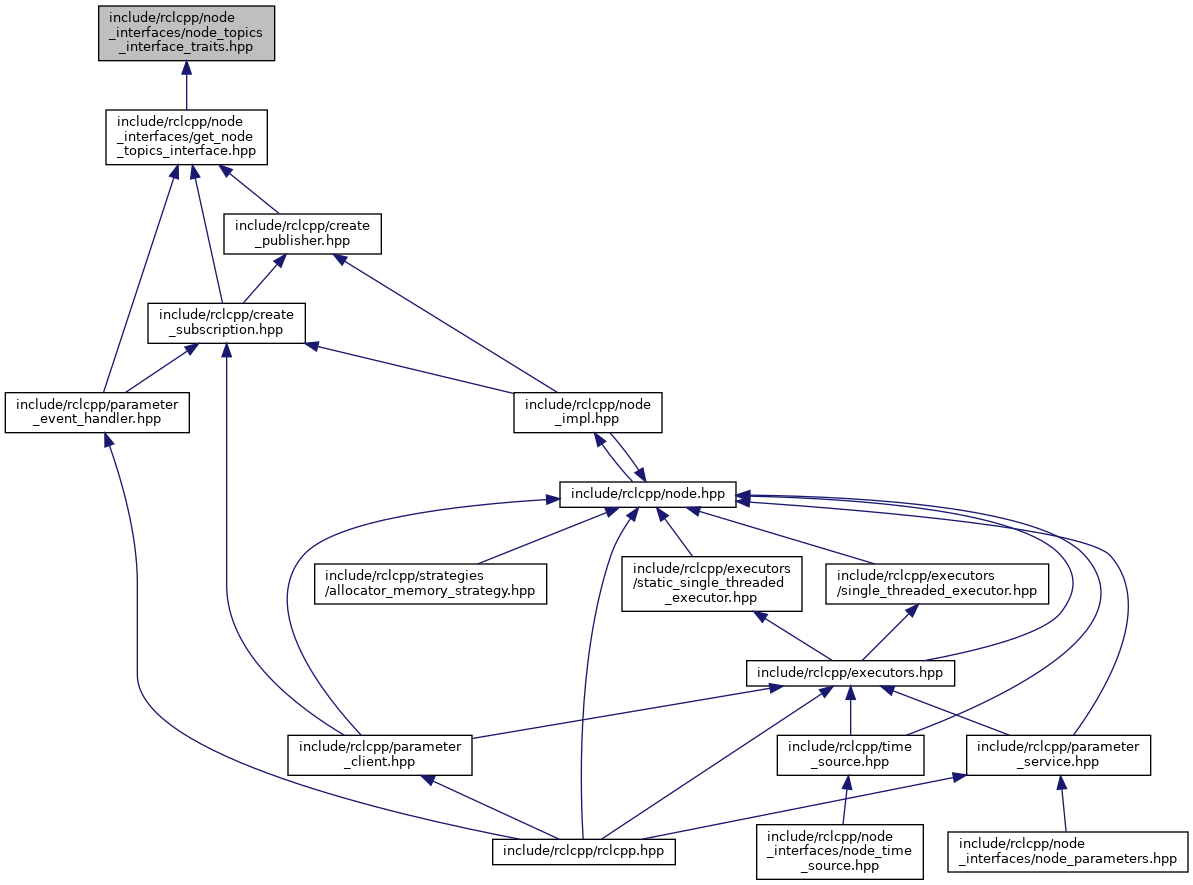 include/rclcpp/node
_interfaces/node_topics
_interface_traits.hpp
include/rclcpp/node
_interfaces/get_node
_topics_interface.hpp
include/rclcpp/create
_publisher.hpp
include/rclcpp/create
_subscription.hpp
include/rclcpp/parameter
_event_handler.hpp
include/rclcpp/node
_impl.hpp
include/rclcpp/node.hpp
include/rclcpp/strategies
/allocator_memory_strategy.hpp
include/rclcpp/executors
/static_single_threaded
_executor.hpp
include/rclcpp/executors
/single_threaded_executor.hpp
include/rclcpp/executors.hpp
include/rclcpp/parameter
_client.hpp
include/rclcpp/time
_source.hpp
include/rclcpp/parameter
_service.hpp
include/rclcpp/rclcpp.hpp
include/rclcpp/node
_interfaces/node_time
_source.hpp
include/rclcpp/node
_interfaces/node_parameters.hpp